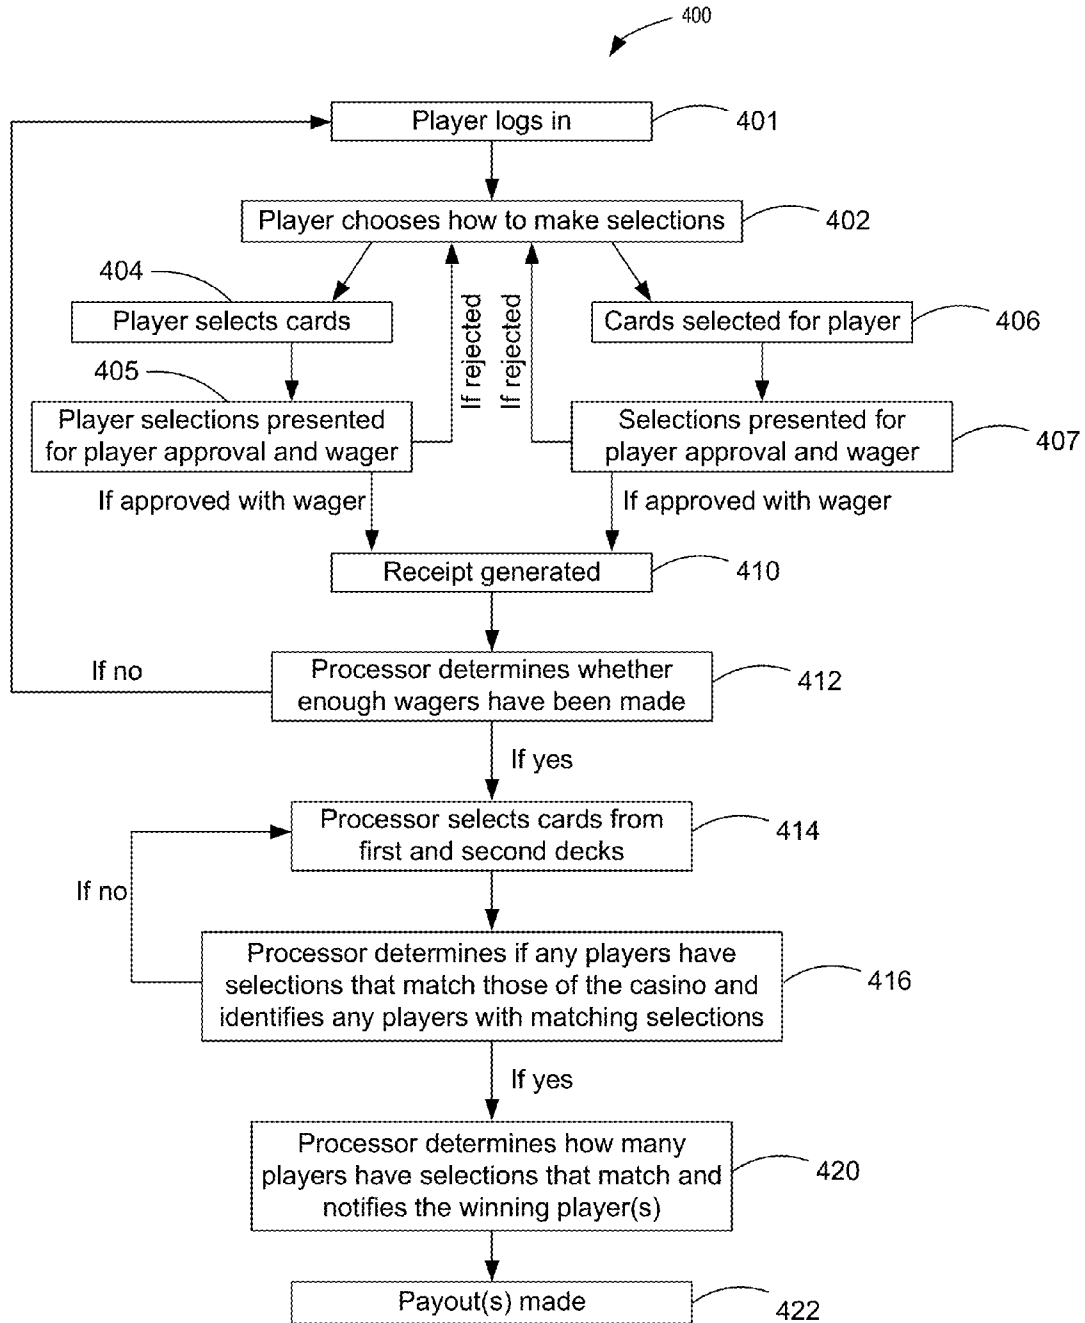 400
Player logs in
401
Player chooses how to make selections
402
404
Player selects cards
If rejected
If rejected
Cards selected for player
406
405
Player selections presented
for player approval and wager
Selections presented for
player approval and wager
407
If approved with wager
If approved with wager
Receipt generated
410
If no
Processor determines whether
enough wagers have been made
412
If yes
Processor selects cards from
first and second decks
414
If no
Processor determines if any players have
selections that match those of the casino and
identifies any players with matching selections
416
If yes
Processor determines how many
players have selections that match and
notifies the winning player(s)
420
Payout(s) made
422